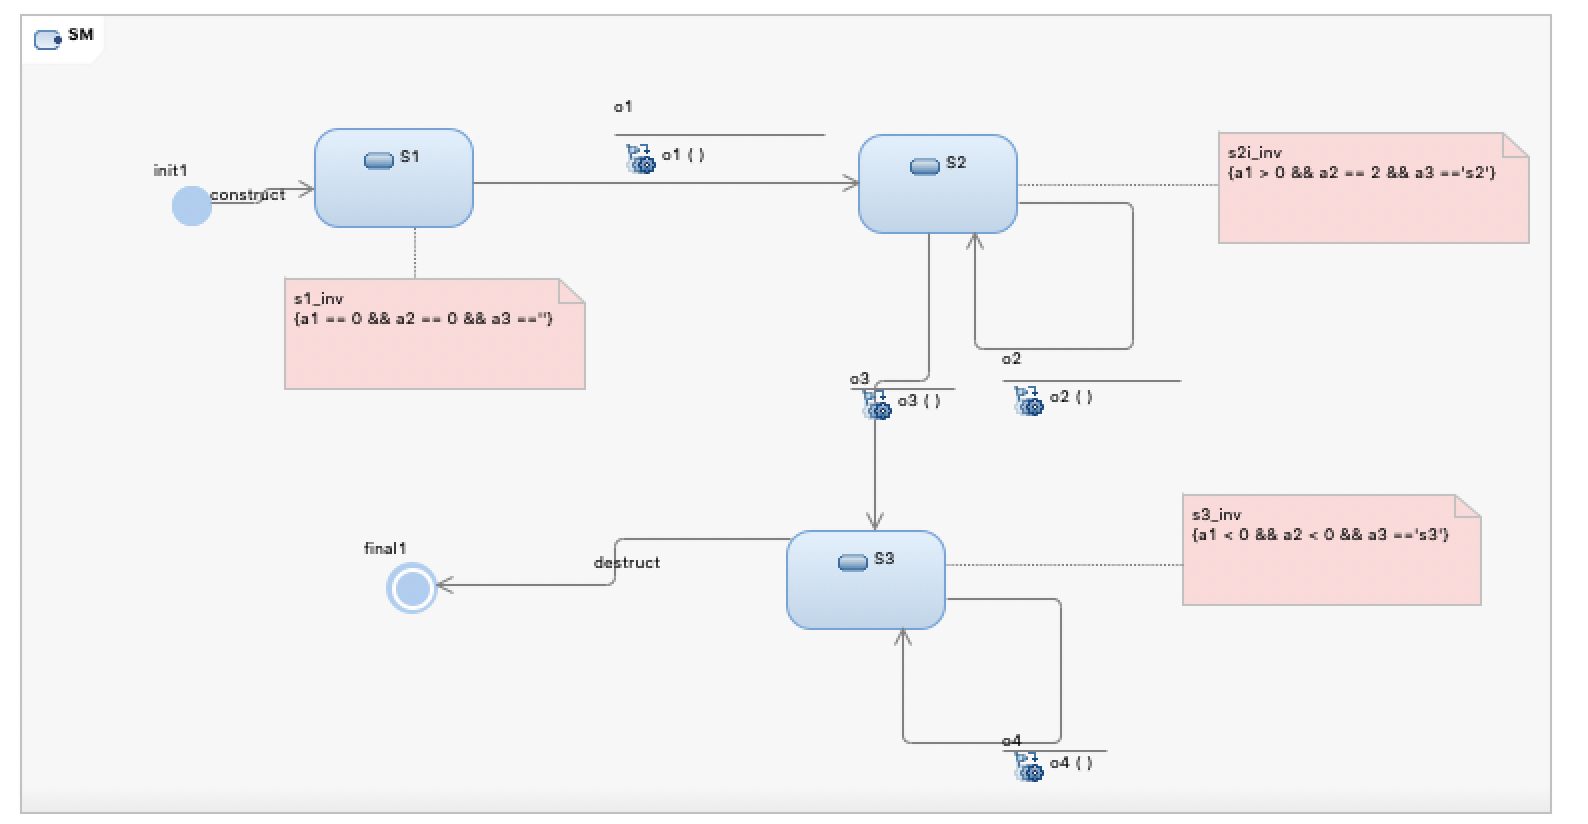 SM
o1
o1 ( )
S1
S2
init1
construct
s2i_inv
{a1 > 0 && a2 == 2 && a3 =='s2'}
s1_inv
{a1 == 0 && a2 == 0 && a3 ==''}
o2
o2 ( )
o3
o3 ( )
s3_inv
{a1 < 0 && a2 < 0 && a3 =='s3'}
final1
destruct
S3
o4
o4 ( )